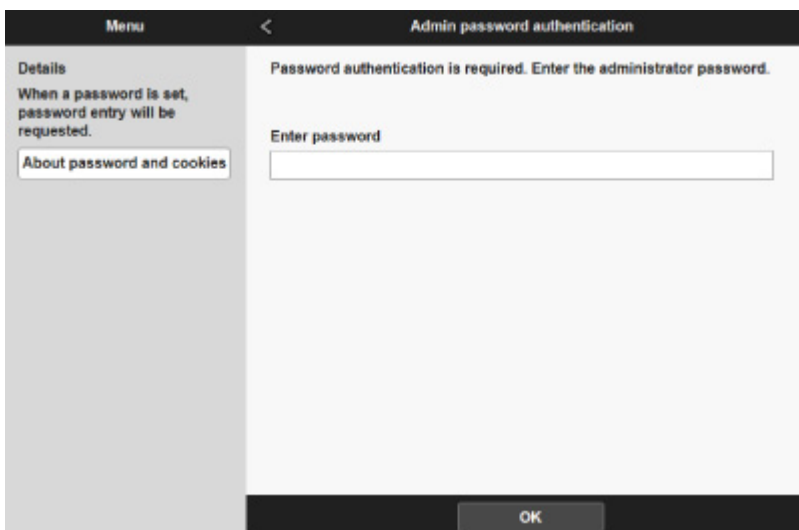 Menu
< Admin password authentication
Details
When a password is set,
password entry will be
requested.
About password and cookies
Password authentication is required. Enter the administrator password.
Enter password
OK